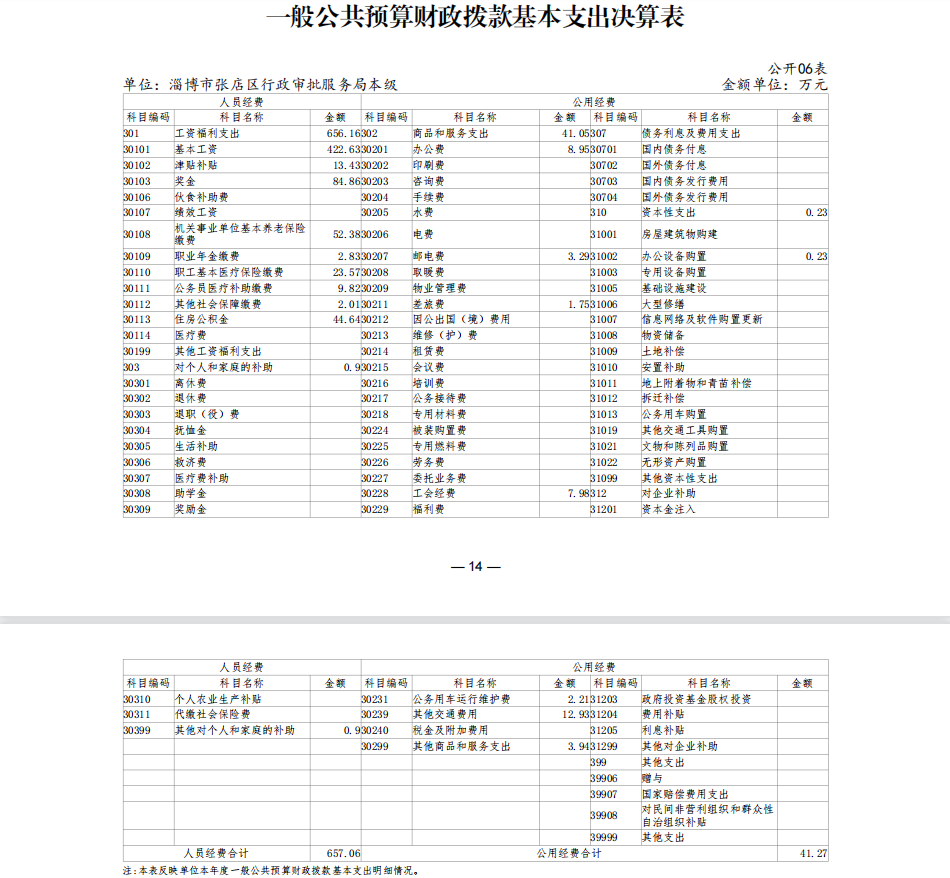 一般公共预算财政拨款基本支出决算表
公开06表
单位：淄博市张店区行政审批服务局本级 金额单位：万元
人员经费 公用经费
科目编码 科目名称 金额 科目编码 科目名称 金额 科目编码 科目名称 金额
301 工资福利支出 656.16 302 商品和服务支出 41.05 307 债务利息及费用支出
30101 基本工资 422.63 30201 办公费 8.95 30701 国内债务付息
30102 津贴补贴 13.43 30202 印刷费 30702 国外债务付息
30103 奖金 84.86 30203 咨询费 30703 国内债务发行费用
30106 伙食补助费 30204 手续费 30704 国外债务发行费用
30107 绩效工资 30205 水费 310 资本性支出 0.23
30108 机关事业单位基本养老保险缴费 52.38 30206 电费 31001 房屋建筑物购建
30109 职业年金缴费 2.83 30207 邮电费 3.29 31002 办公设备购置 0.23
30110 职工基本医疗保险缴费 23.57 30208 取暖费 31003 专用设备购置
30111 公务员医疗补助缴费 9.82 30209 物业管理费 31005 基础设施建设
30112 其他社会保障缴费 2.01 30211 差旅费 1.75 31006 大型修缮
30113 住房公积金 44.64 30212 因公出国（境）费用 31007 信息网络及软件购置更新
30114 医疗费 30213 维修（护）费 31008 物资储备
30199 其他工资福利支出 30214 租赁费 31009 土地补偿
303 对个人和家庭的补助 0.9 30215 会议费 31010 安置补助
30301 离休费 30216 培训费 31011 地上附着物和青苗补偿
30302 退休费 30217 公务接待费 31012 拆迁补偿
30303 退职（役）费 30218 专用材料费 31013 公务用车购置
30304 抚恤金 30224 被装购置费 31019 其他交通工具购置
30305 生活补助 30225 专用燃料费 31021 文物和陈列品购置
30306 救济费 30226 劳务费 31022 无形资产购置
30307 医疗费补助 30227 委托业务费 31099 其他资本性支出
30308 助学金 30228 工会经费 7.98 312 对企业补助
30309 奖励金 30229 福利费 31201 资本金注入
— 14 —
人员经费 公用经费
科目编码 科目名称 金额 科目编码 科目名称 金额 科目编码 科目名称 金额
30310 个人农业生产补贴 30231 公务用车运行维护费 2.21 31203 政府投资基金股权投资
30311 代缴社会保险费 30239 其他交通费用 12.93 31204 费用补贴
30399 其他对个人和家庭的补助 0.9 30240 税金及附加费用 31205 利息补贴
30299 其他商品和服务支出 3.94 31299 其他对企业补助
399 其他支出
39906 赠与
39907 国家赔偿费用支出
39908 对民间非营利组织和群众性自治组织补贴
39999 其他支出
人员经费合计 657.06 公用经费合计 41.27
注：本表反映单位本年度一般公共预算财政拨款基本支出明细情况。